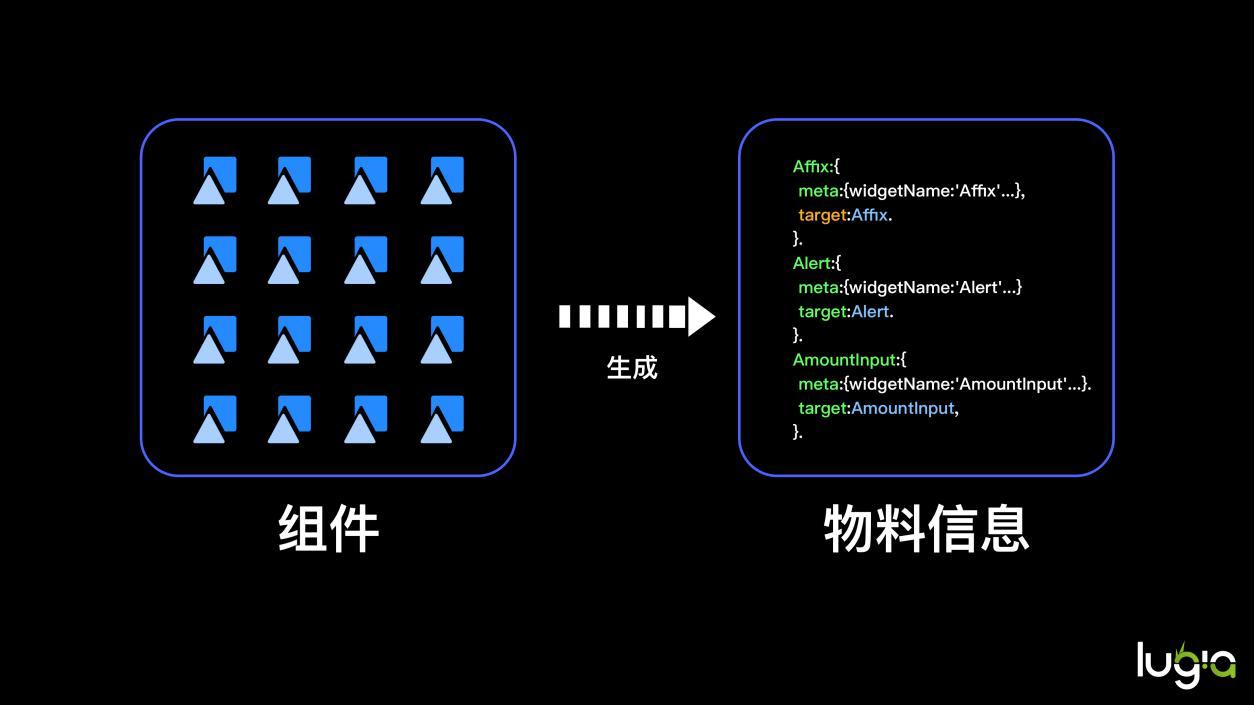 Affix:{
meta:{widgetName:'Affix'...},
target:Affix.
}.
Alert:{
meta:{widgetName:'Alert'...}
target:Alert.
}.
AmountInput:{
meta:{widgetName:'AmountInput'...}.
target:AmountInput,
}.
生成
组件
物料信息
lugia